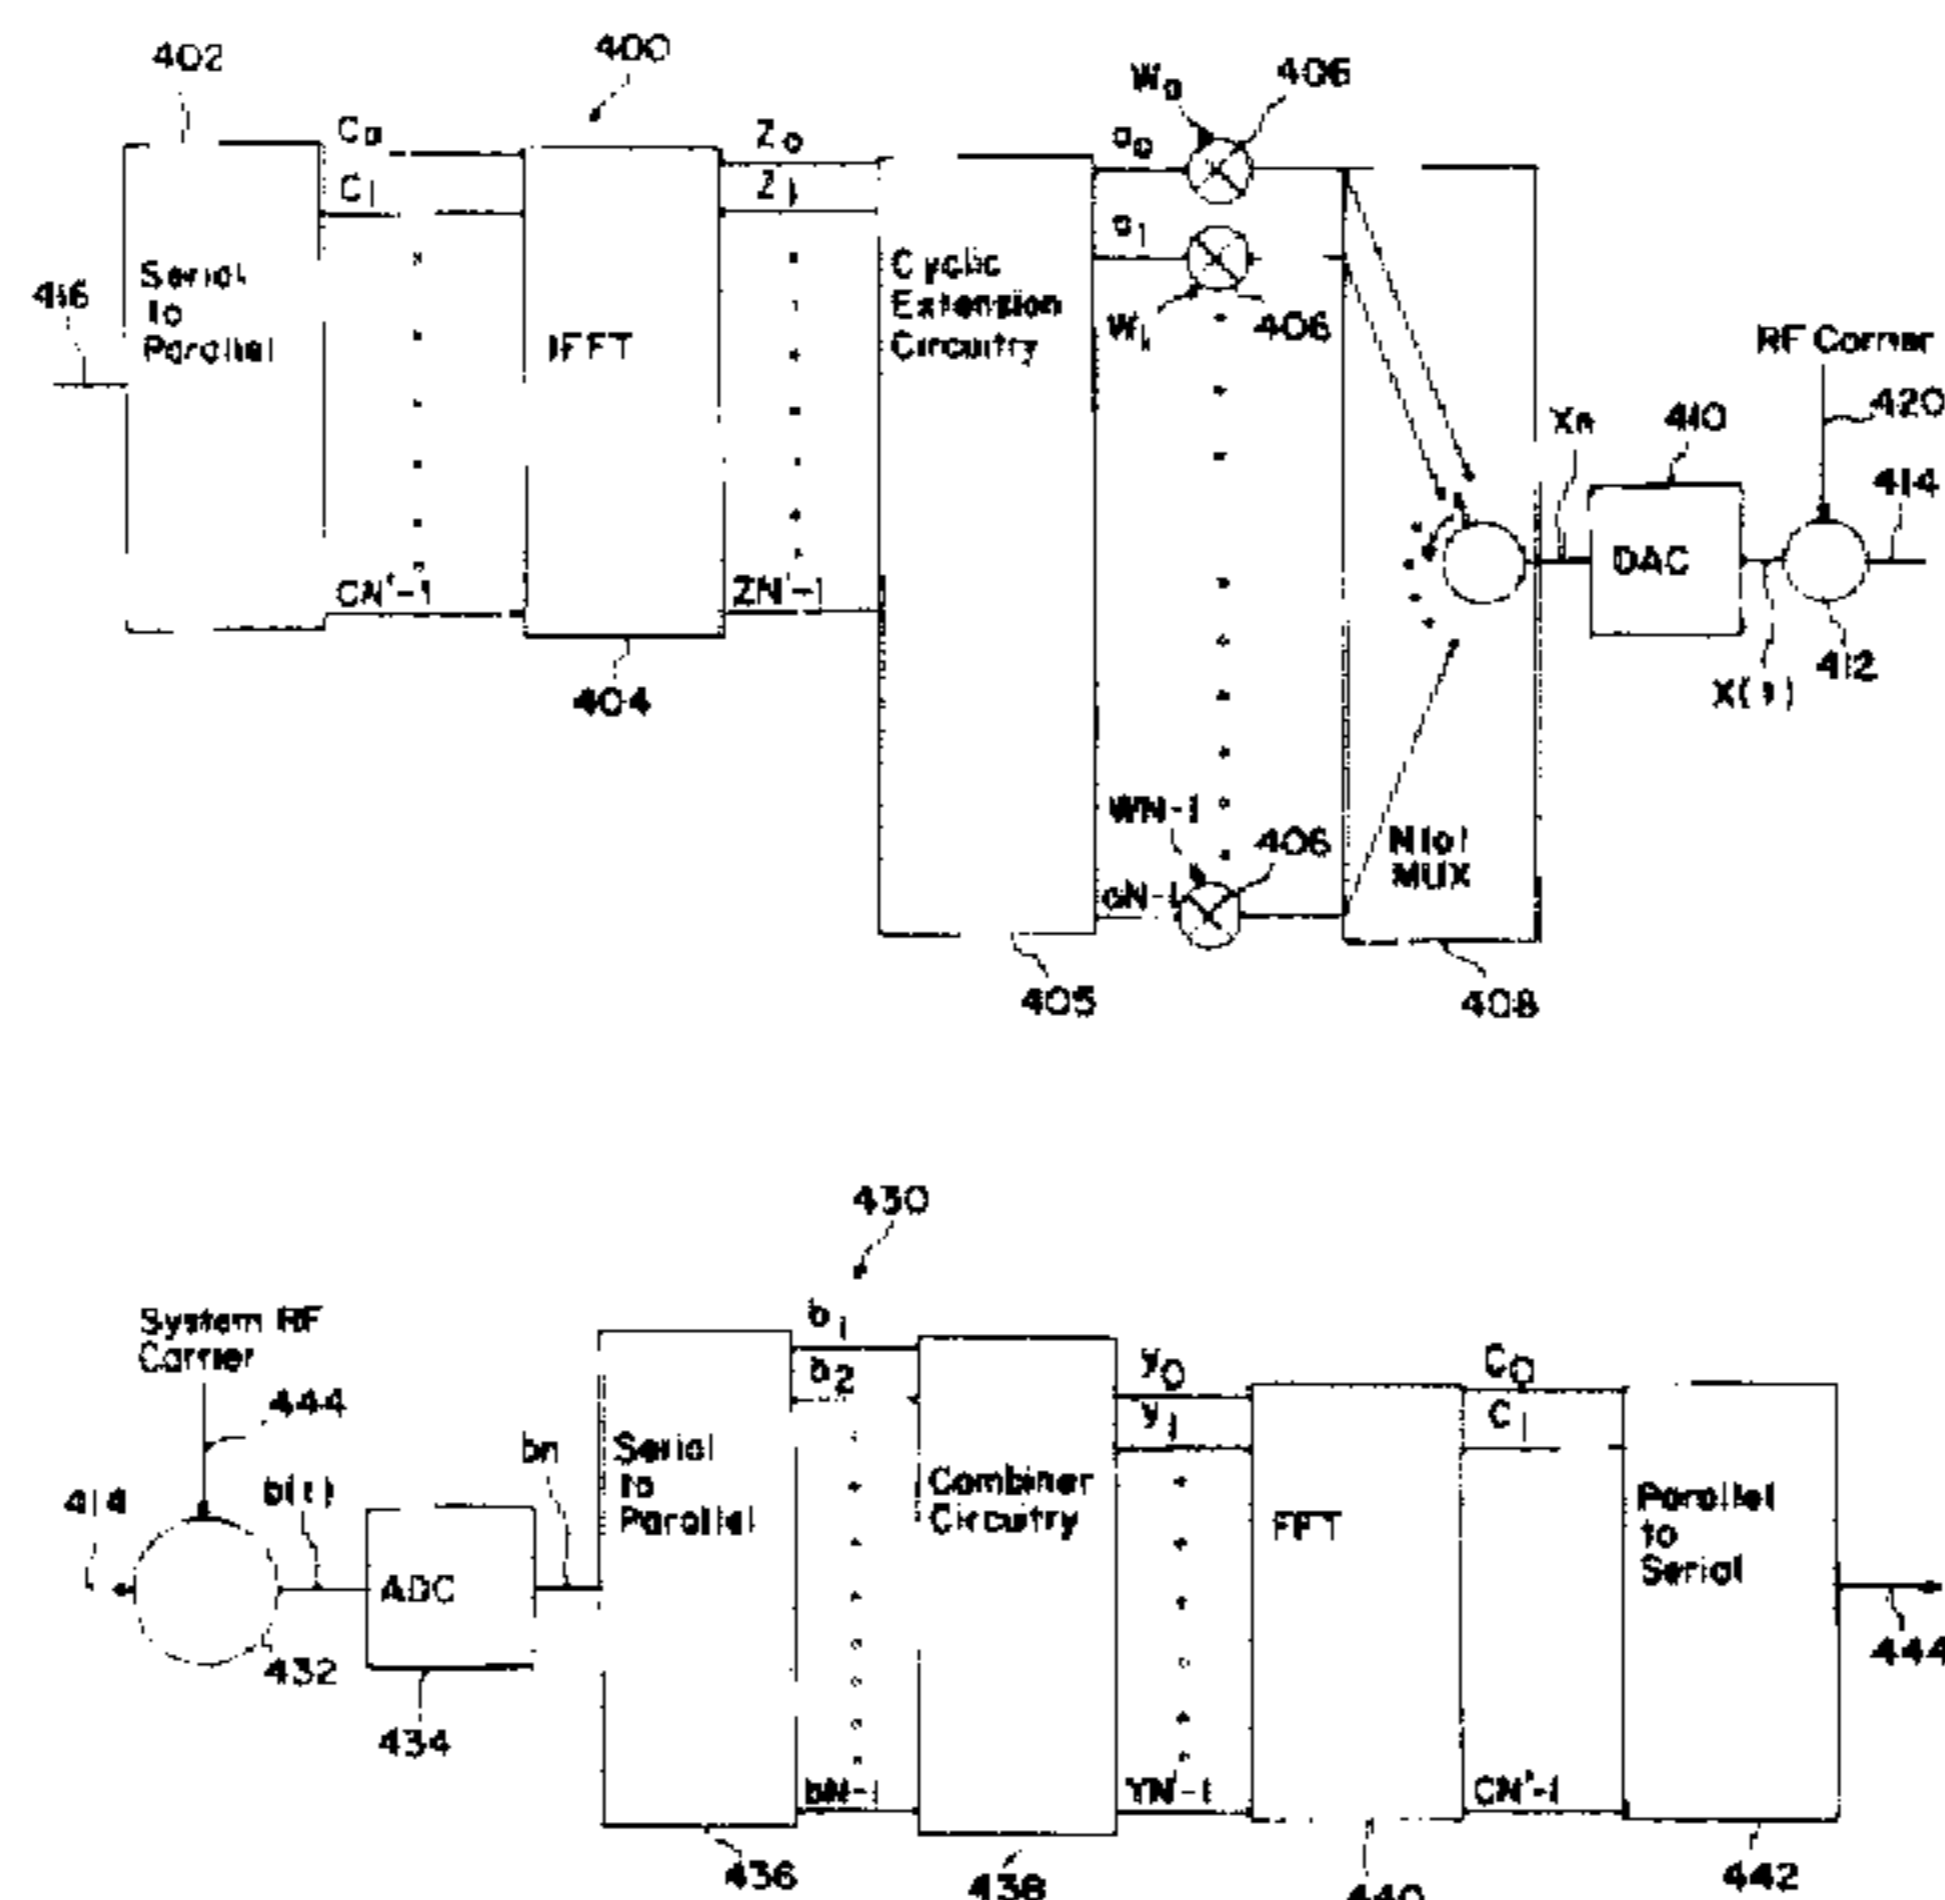 402
400
W0
406
C0
Z0
a0
C1
Z1
a1
416
Serial
to
Parallel
IFFT
Cyclic
Extension
Circuitry
W1
406
RF Carrier
420
Xn
410
414
DAC
CN'-1
ZN'-1
412
X(t)
404
WN-1
406
N to 1
MUX
aN-1
405
408
430
System RF
Carrier
b1
b2
y0
C0
444
y1
C1
bn
Serial
to
Parallel
Combiner
Circuitry
414
b(t)
FFT
Parallel
to
Serial
ADC
432
444
434
bN-1
YN'-1
CN'-1
436
438
440
442